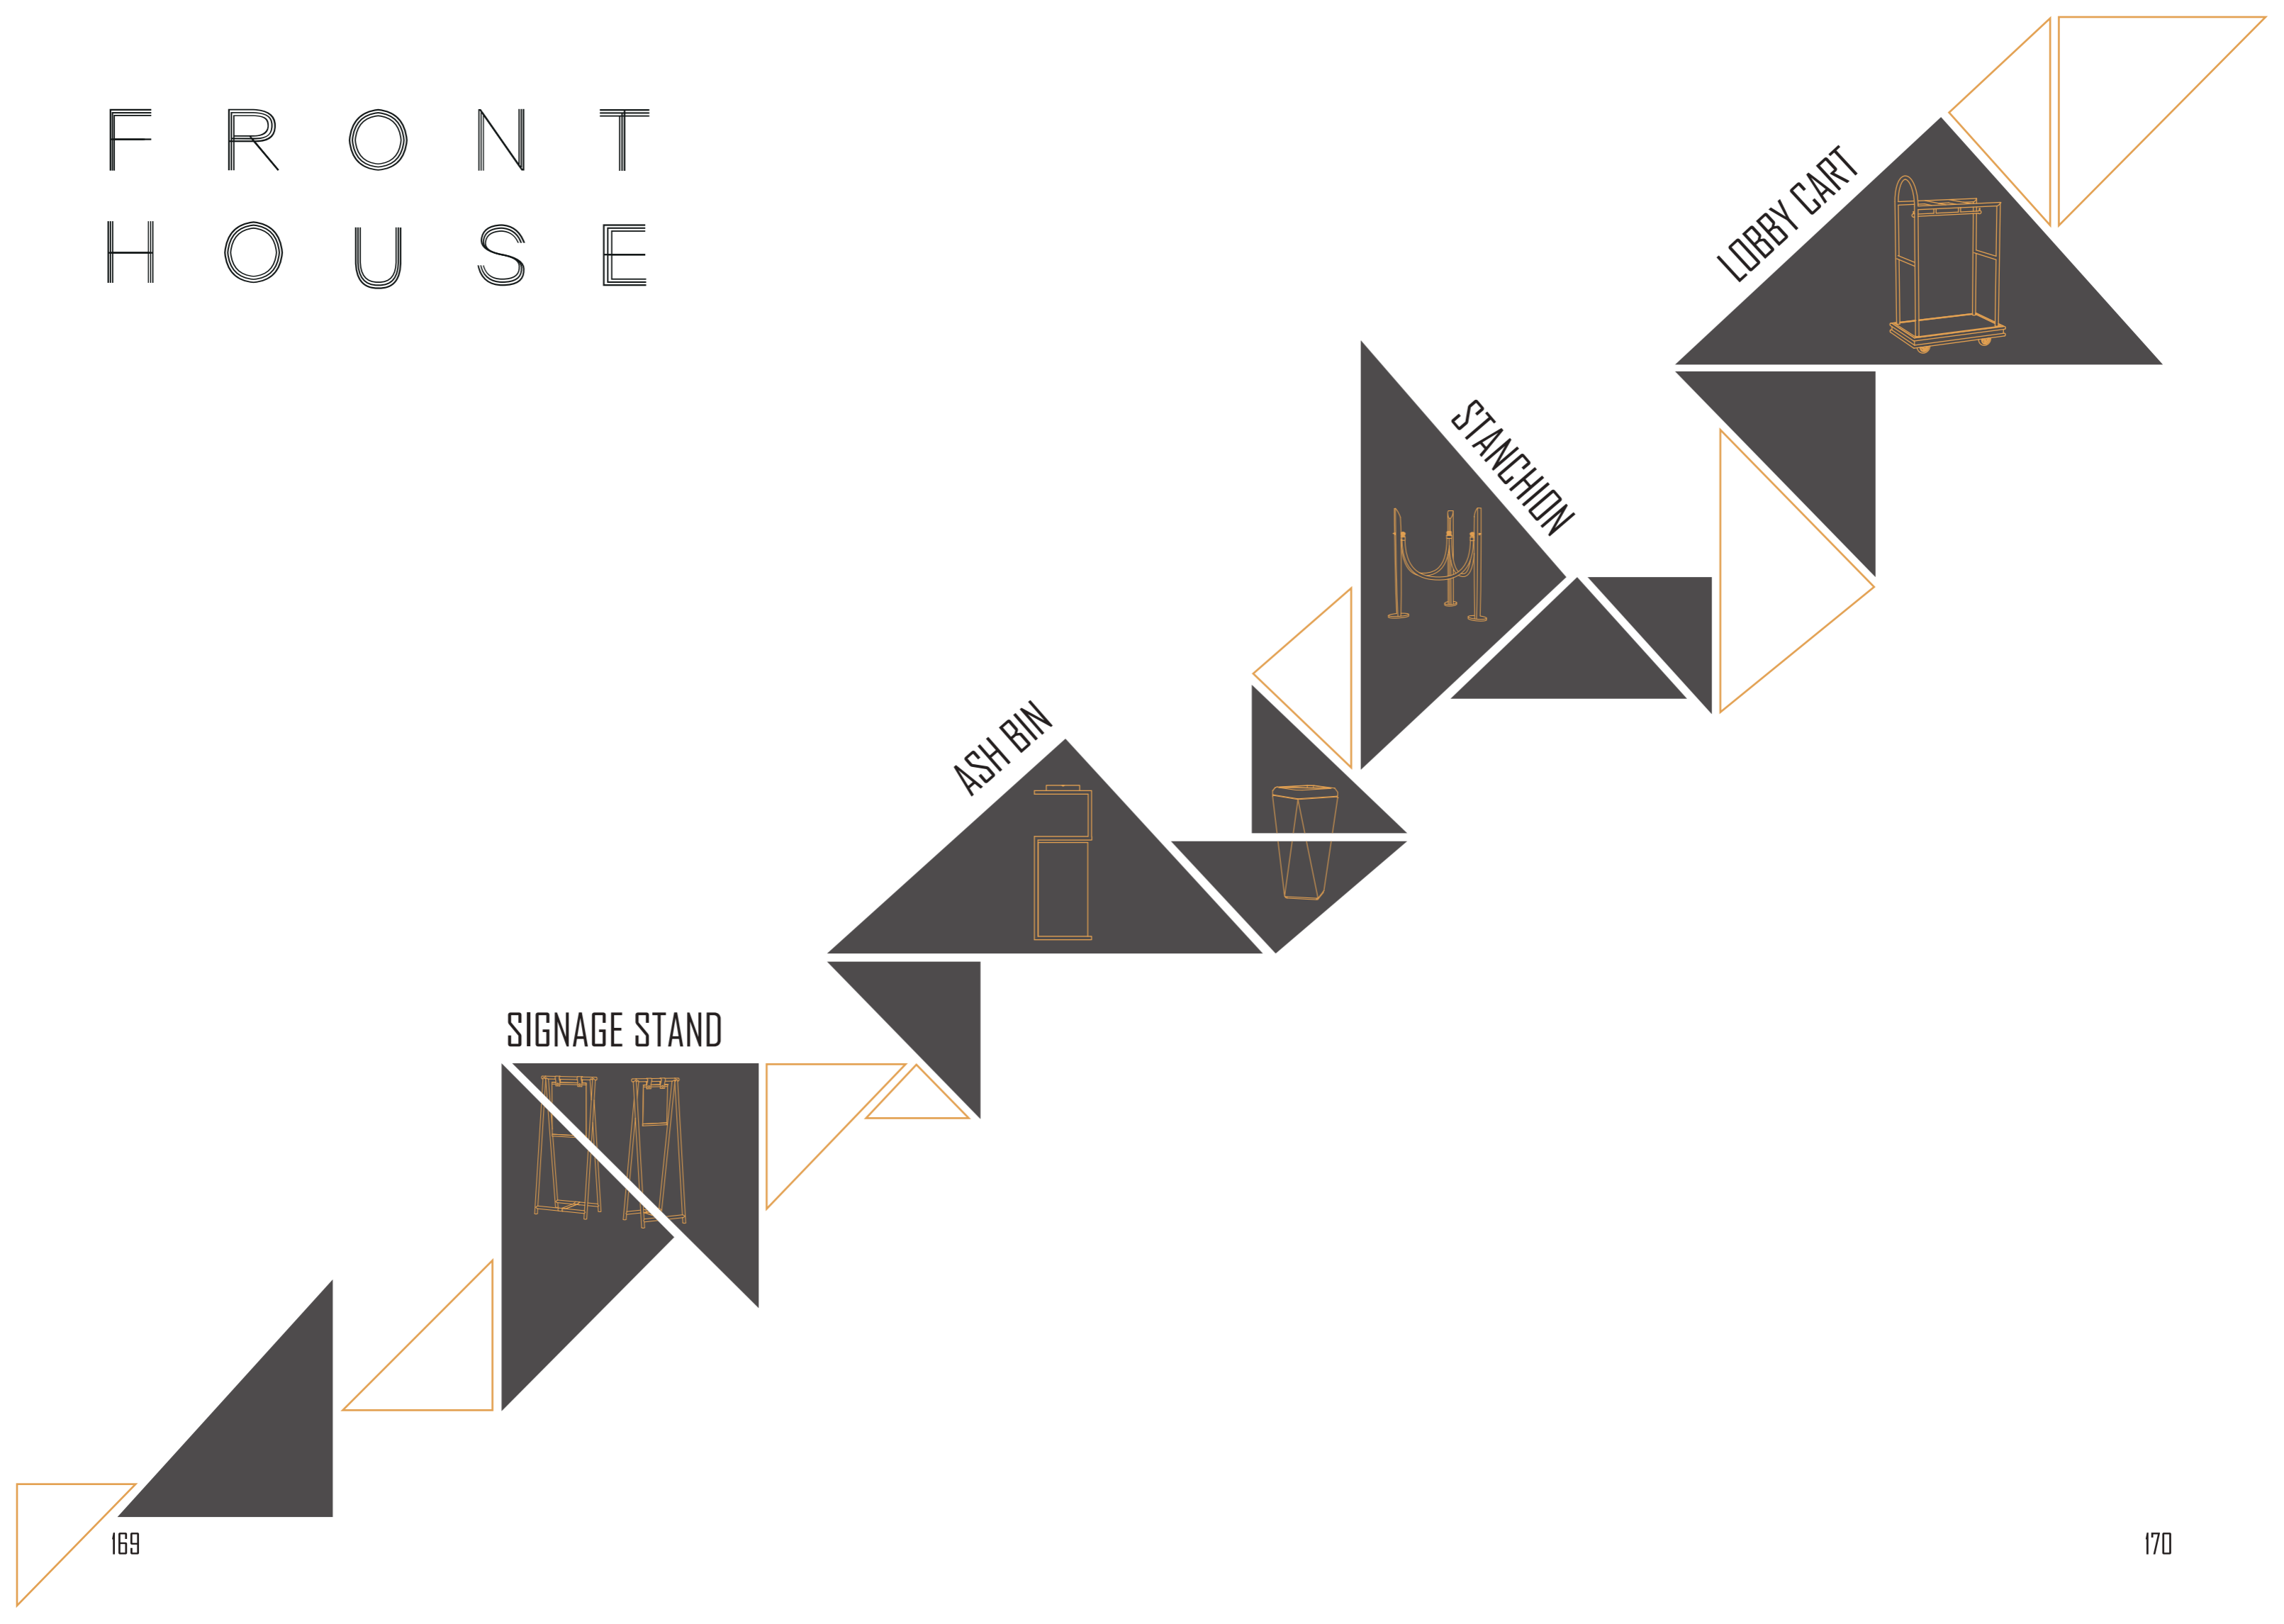 FRONT
HOUSE
LOBBY CART
STANCHION
ASH BIN
SIGNAGE STAND
169
170